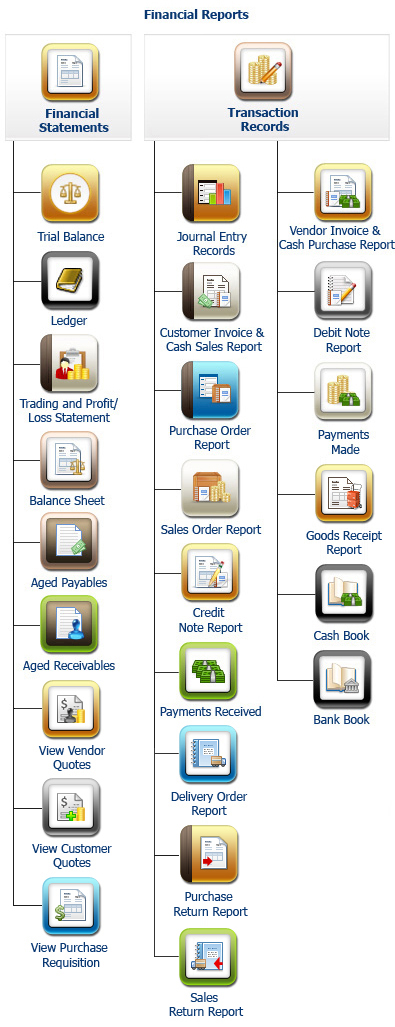 Financial Reports
Financial
Statements
Transaction
Records
Trial Balance
Ledger
Trading and Profit/
Loss Statement
Balance Sheet
Aged Payables
Aged Receivables
View Vendor
Quotes
View Customer
Quotes
View Purchase
Requisition
Journal Entry
Records
Customer Invoice &
Cash Sales Report
Purchase Order
Report
Sales Order Report
Credit
Note Report
Payments Received
Delivery Order
Report
Purchase
Return Report
Sales
Return Report
Vendor Invoice &
Cash Purchase Report
Debit Note
Report
Payments
Made
Goods Receipt
Report
Cash Book
Bank Book